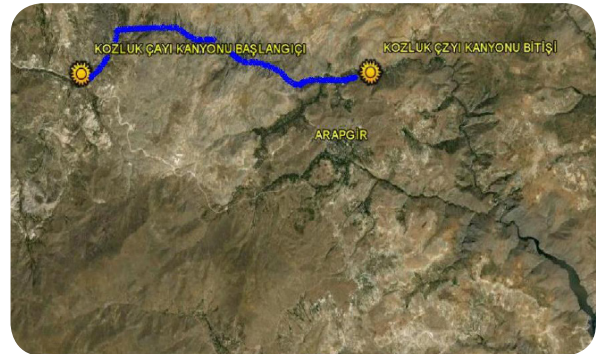 KOZLUK ÇAYI KANYONU BAŞLANGIÇI
KOZLUK ÇZYI KANYONU BİTİŞİ
ARAPGİR